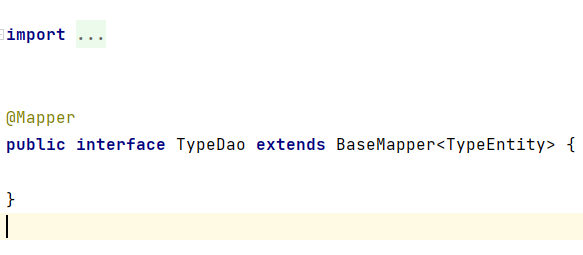 import ...
@Mapper
public interface TypeDao extends BaseMapper<TypeEntity> {
}